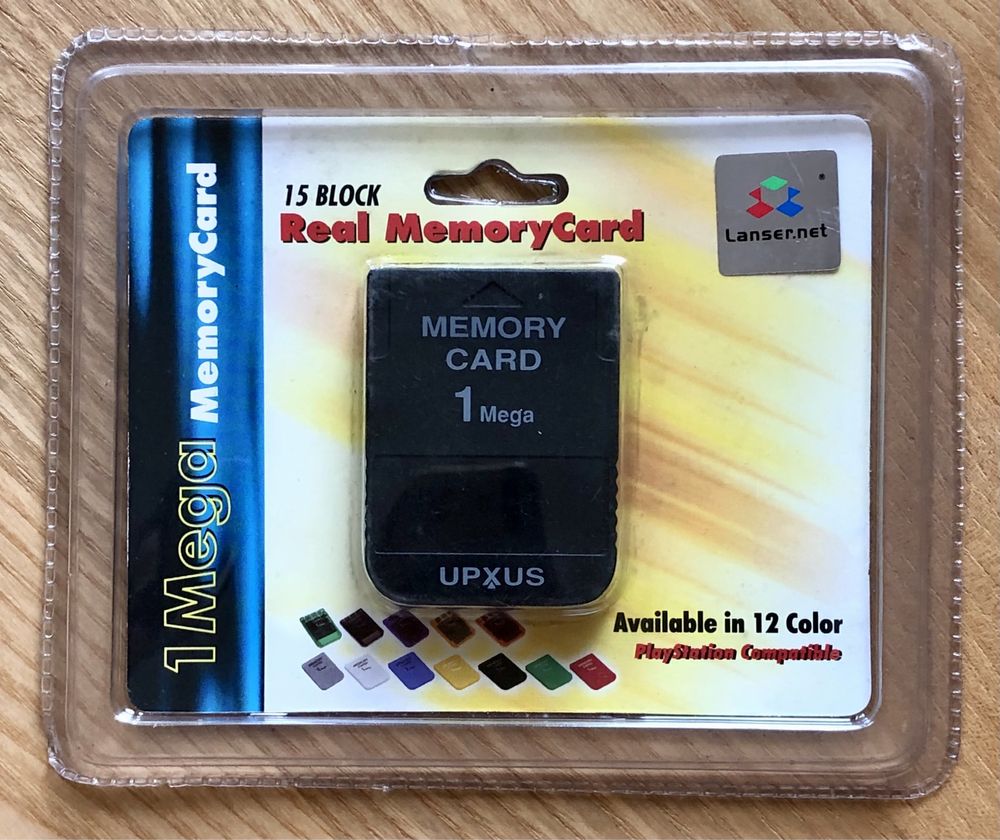 1 Mega MemoryCard
15 BLOCK
Real MemoryCard
Lanser.net
MEMORY
CARD
1 Mega
UPXUS
Available in 12 Color
PlayStation Compatible